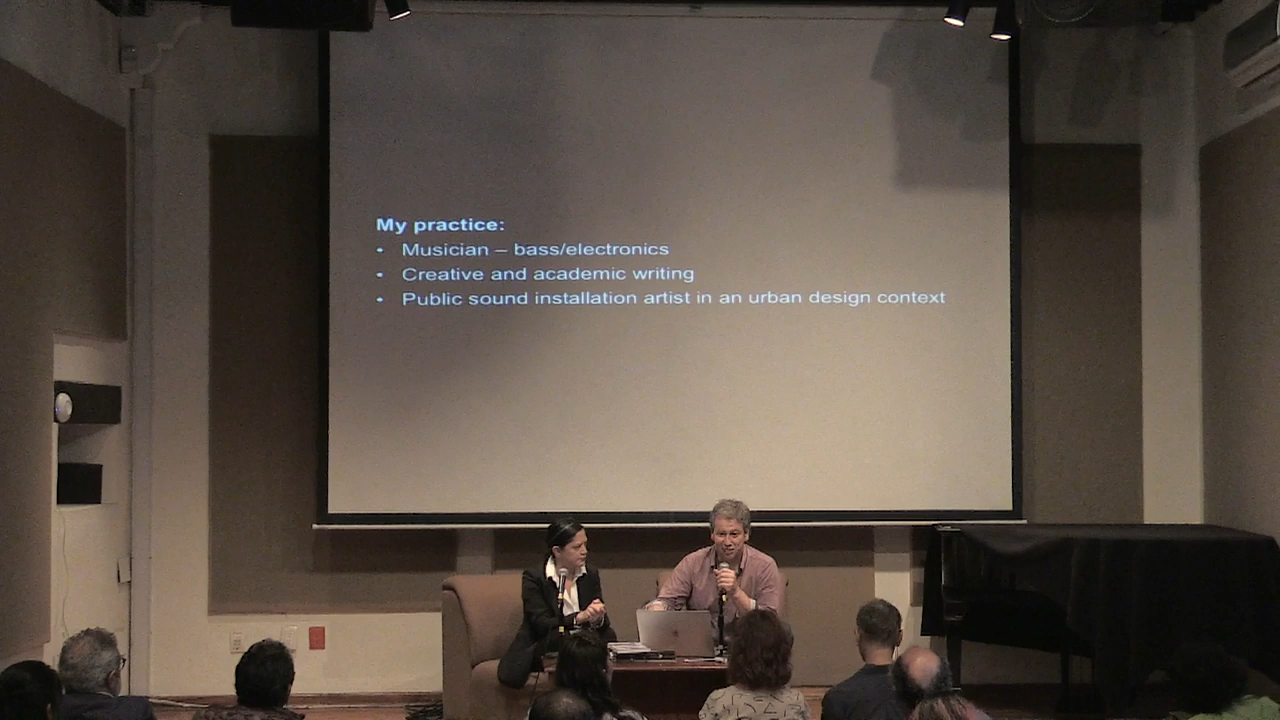 My practice:
• Musician – bass/electronics
• Creative and academic writing
• Public sound installation artist in an urban design context